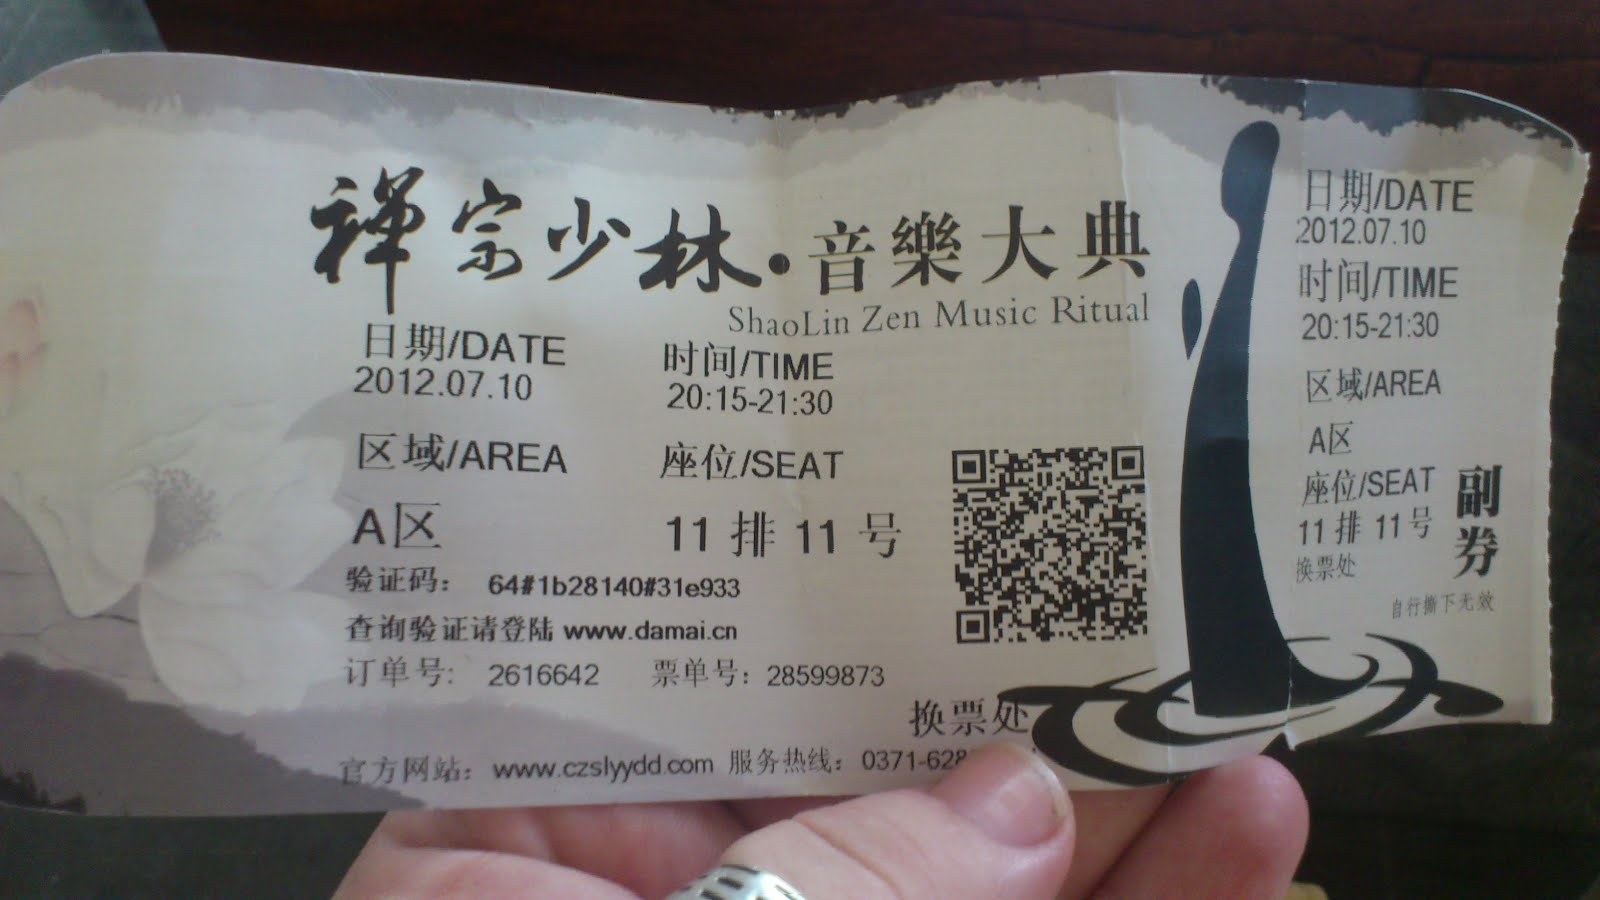 禪宗少林·音樂大典
ShaoLin Zen Music Ritual
日期/DATE
2012.07.10
时间/TIME
20:15-21:30
区域/AREA
A区
座位/SEAT
11 排 11 号
验证码： 64#1b28140#31e933
查询验证请登陆 www.damai.cn
订单号: 2616642 票单号：28599873
换票处
官方网站：www.czslyydd.com 服务热线：0371-628
日期/DATE
2012.07.10
时间/TIME
20:15-21:30
区域/AREA
A区
座位/SEAT
11 排 11 号
换票处
副券
自行撕下无效